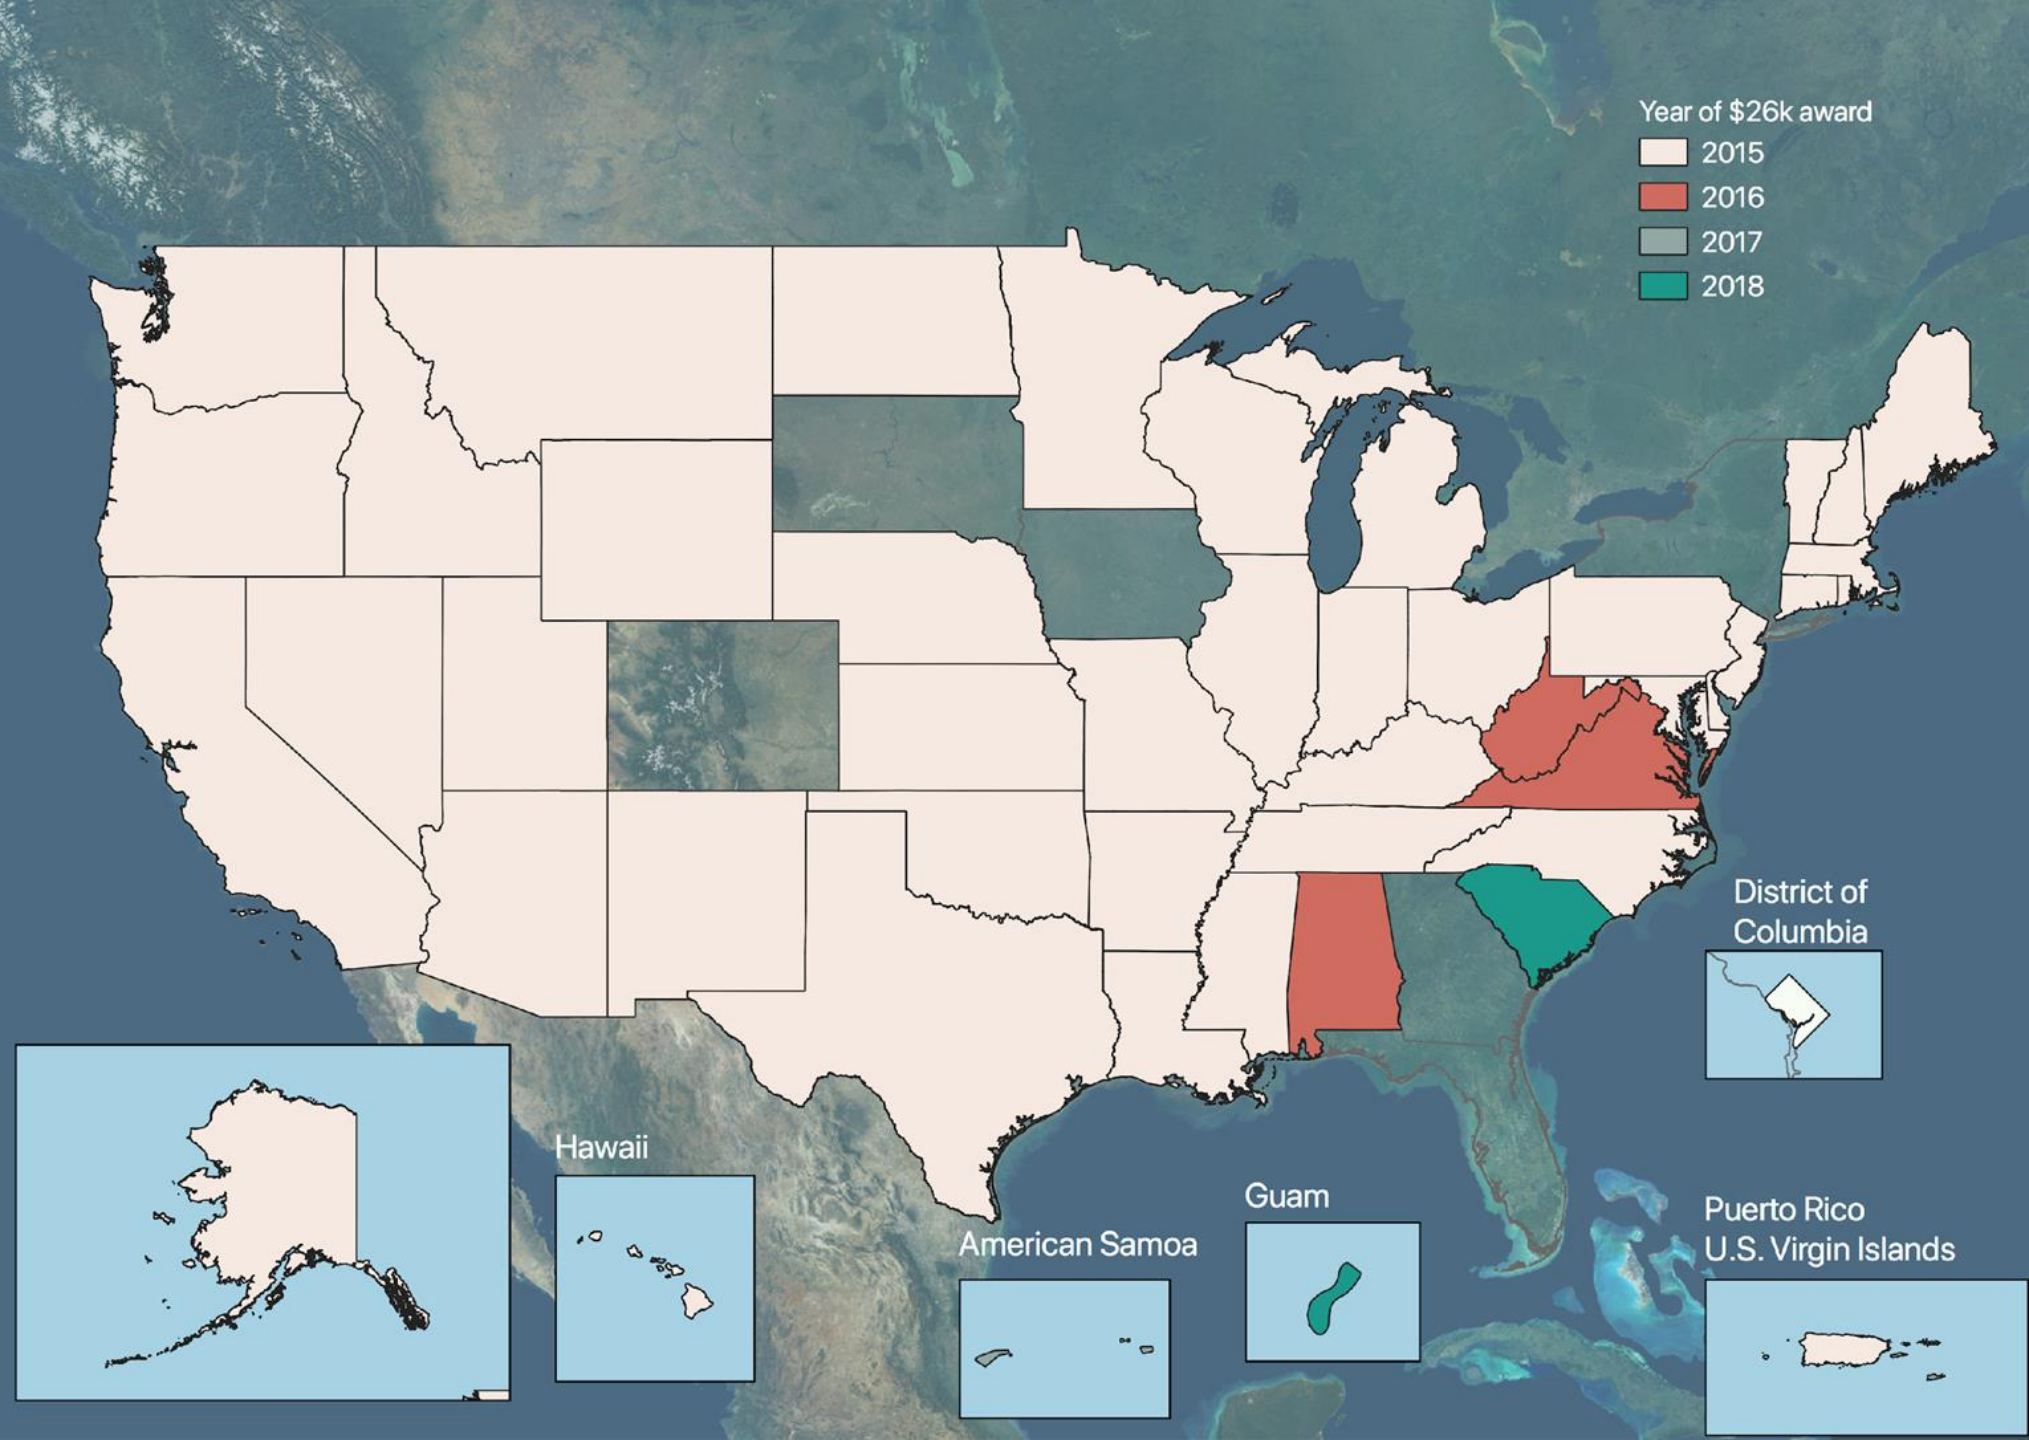 Year of $26k award
2015
2016
2017
2018
District of
Columbia
Hawaii
Guam
American Samoa
Puerto Rico
U.S. Virgin Islands